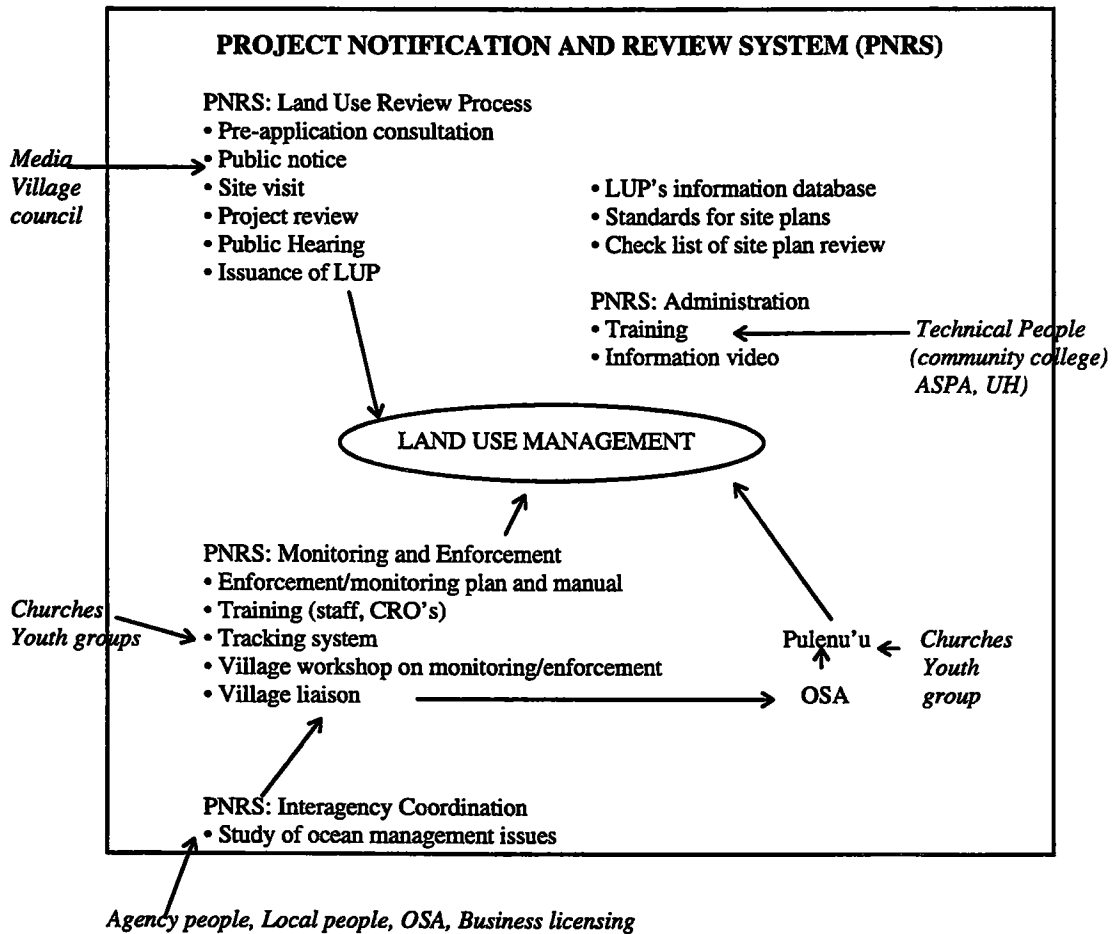 PROJECT NOTIFICATION AND REVIEW SYSTEM (PNRS)
PNRS: Land Use Review Process
• Pre-application consultation
• Public notice
• Site visit
• Project review
• Public Hearing
• Issuance of LUP
Media
Village
council
• LUP's information database
• Standards for site plans
• Check list of site plan review
PNRS: Administration
• Training
• Information video
Technical People
(community college)
ASPA, UH)
LAND USE MANAGEMENT
PNRS: Monitoring and Enforcement
• Enforcement/monitoring plan and manual
• Training (staff, CRO's)
• Tracking system
• Village workshop on monitoring/enforcement
• Village liaison
Churches
Youth groups
Pulenu'u
OSA
Churches
Youth
group
PNRS: Interagency Coordination
• Study of ocean management issues
Agency people, Local people, OSA, Business licensing